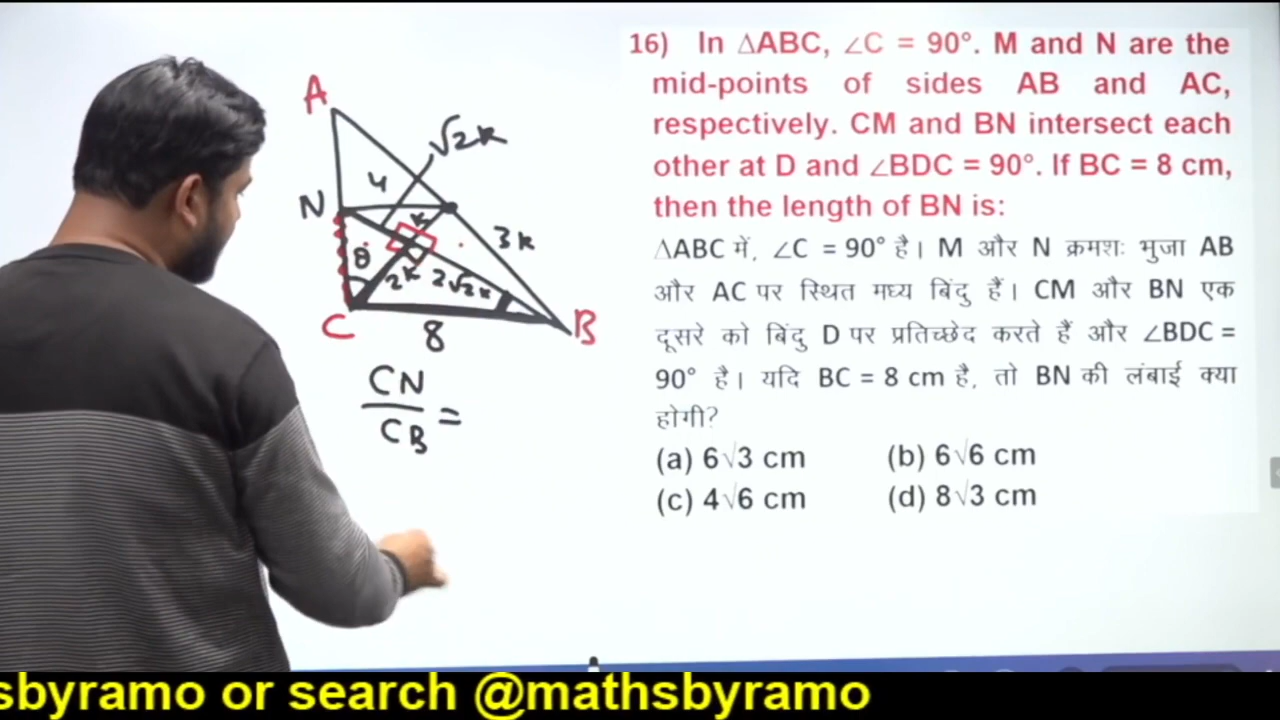 A
√2k
4
N
k
3k
θ
2k
2√2k
C
8
B
CN
CB
=
16) In △ABC, ∠C = 90°. M and N are the
mid-points of sides AB and AC,
respectively. CM and BN intersect each
other at D and ∠BDC = 90°. If BC = 8 cm,
then the length of BN is:
△ABC में, ∠C = 90° है। M और N क्रमशः भुजा AB
और AC पर स्थित मध्य बिंदु हैं। CM और BN एक
दूसरे को बिंदु D पर प्रतिच्छेद करते हैं और ∠BDC =
90° है। यदि BC = 8 cm है, तो BN की लंबाई क्या
होगी?
(a) 6√3 cm (b) 6√6 cm
(c) 4√6 cm (d) 8√3 cm
sbyramo or search @mathsbyramo